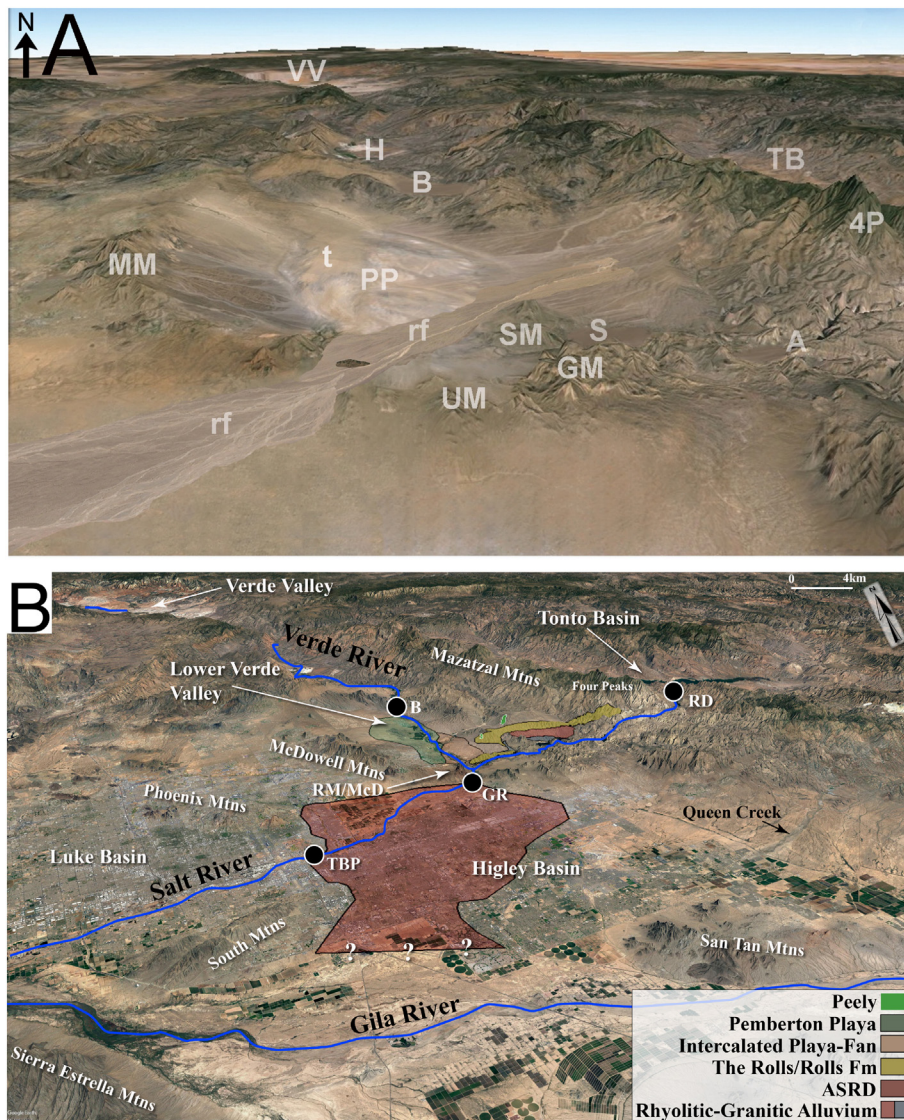 N
A
VV
H
TB
B
4P
t
MM
PP
rf
SM
S
A
GM
UM
rf
B
Verde Valley
0 4km
N
Tonto Basin
Verde River
Mazatzal Mtns
Lower Verde
Valley
Four Peaks
RD
B
McDowell Mtns
RM/McD
GR
Phoenix Mtns
Queen Creek
Luke Basin
Salt River
TBP
Higley Basin
South Mtns
San Tan Mtns
? ? ?
Gila River
Sierra Estrella Mtns
Peely
Pemberton Playa
Intercalated Playa-Fan
The Rolls/Rolls Fm
ASRD
Rhyolitic-Granitic Alluvium
Google Earth